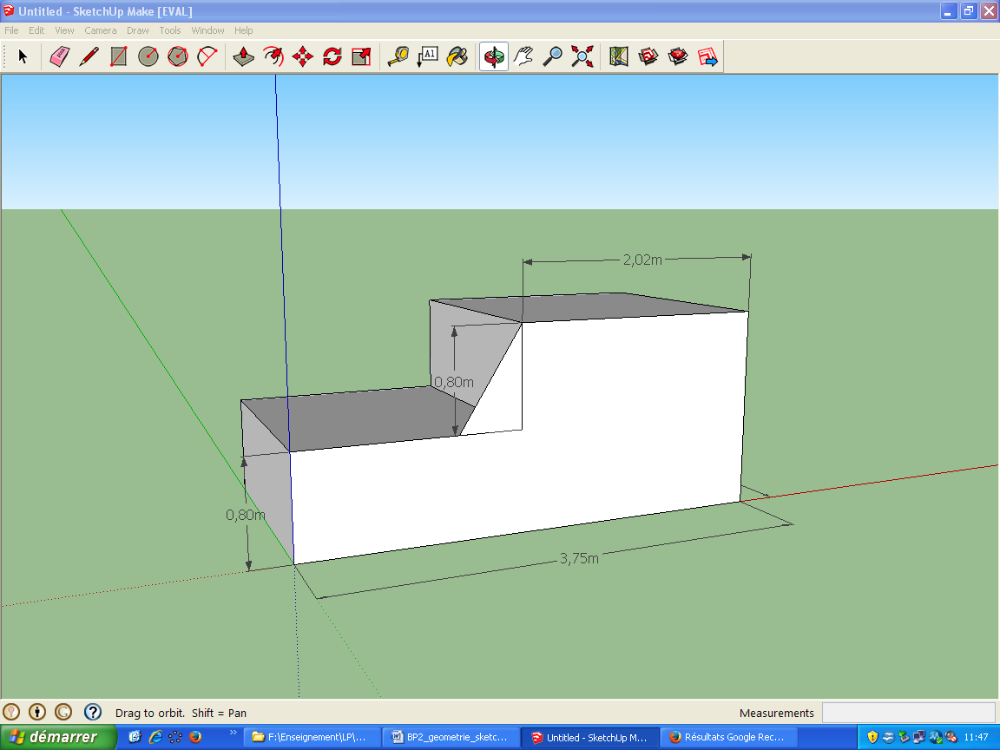 Untitled - SketchUp Make [EVAL]
File Edit View Camera Draw Tools Window Help
A1
2,02m
0,80m
0,80m
3,75m
Drag to orbit. Shift = Pan
Measurements
démarrer
»
F:\Enseignement\LP\...
BP2_geometrie_sketc...
Untitled - SketchUp M...
Résultats Google Rec...
11:47